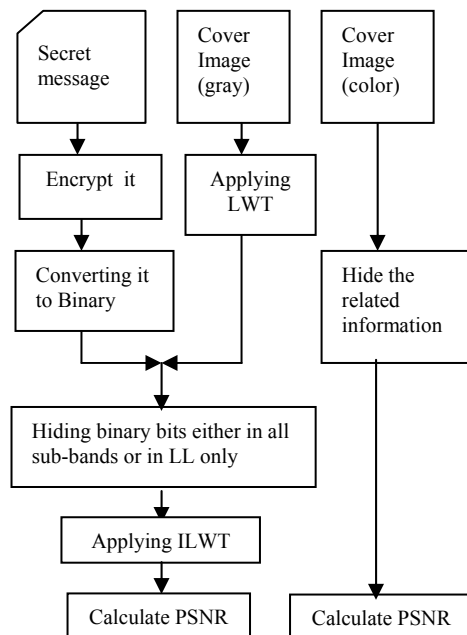 Secret
message
Cover
Image
(gray)
Cover
Image
(color)
Encrypt it
Applying
LWT
Converting it
to Binary
Hide the
related
information
Hiding binary bits either in all
sub-bands or in LL only
Applying ILWT
Calculate PSNR
Calculate PSNR